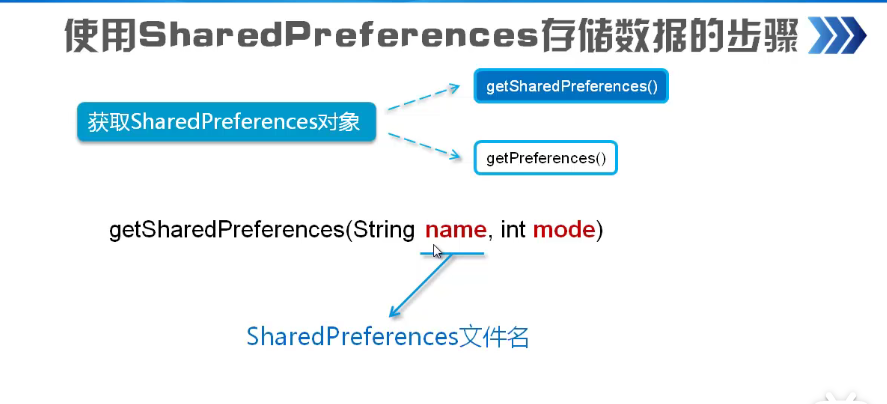 使用SharedPreferences存储数据的步骤
getSharedPreferences()
获取SharedPreferences对象
getPreferences()
getSharedPreferences(String name, int mode)
SharedPreferences文件名